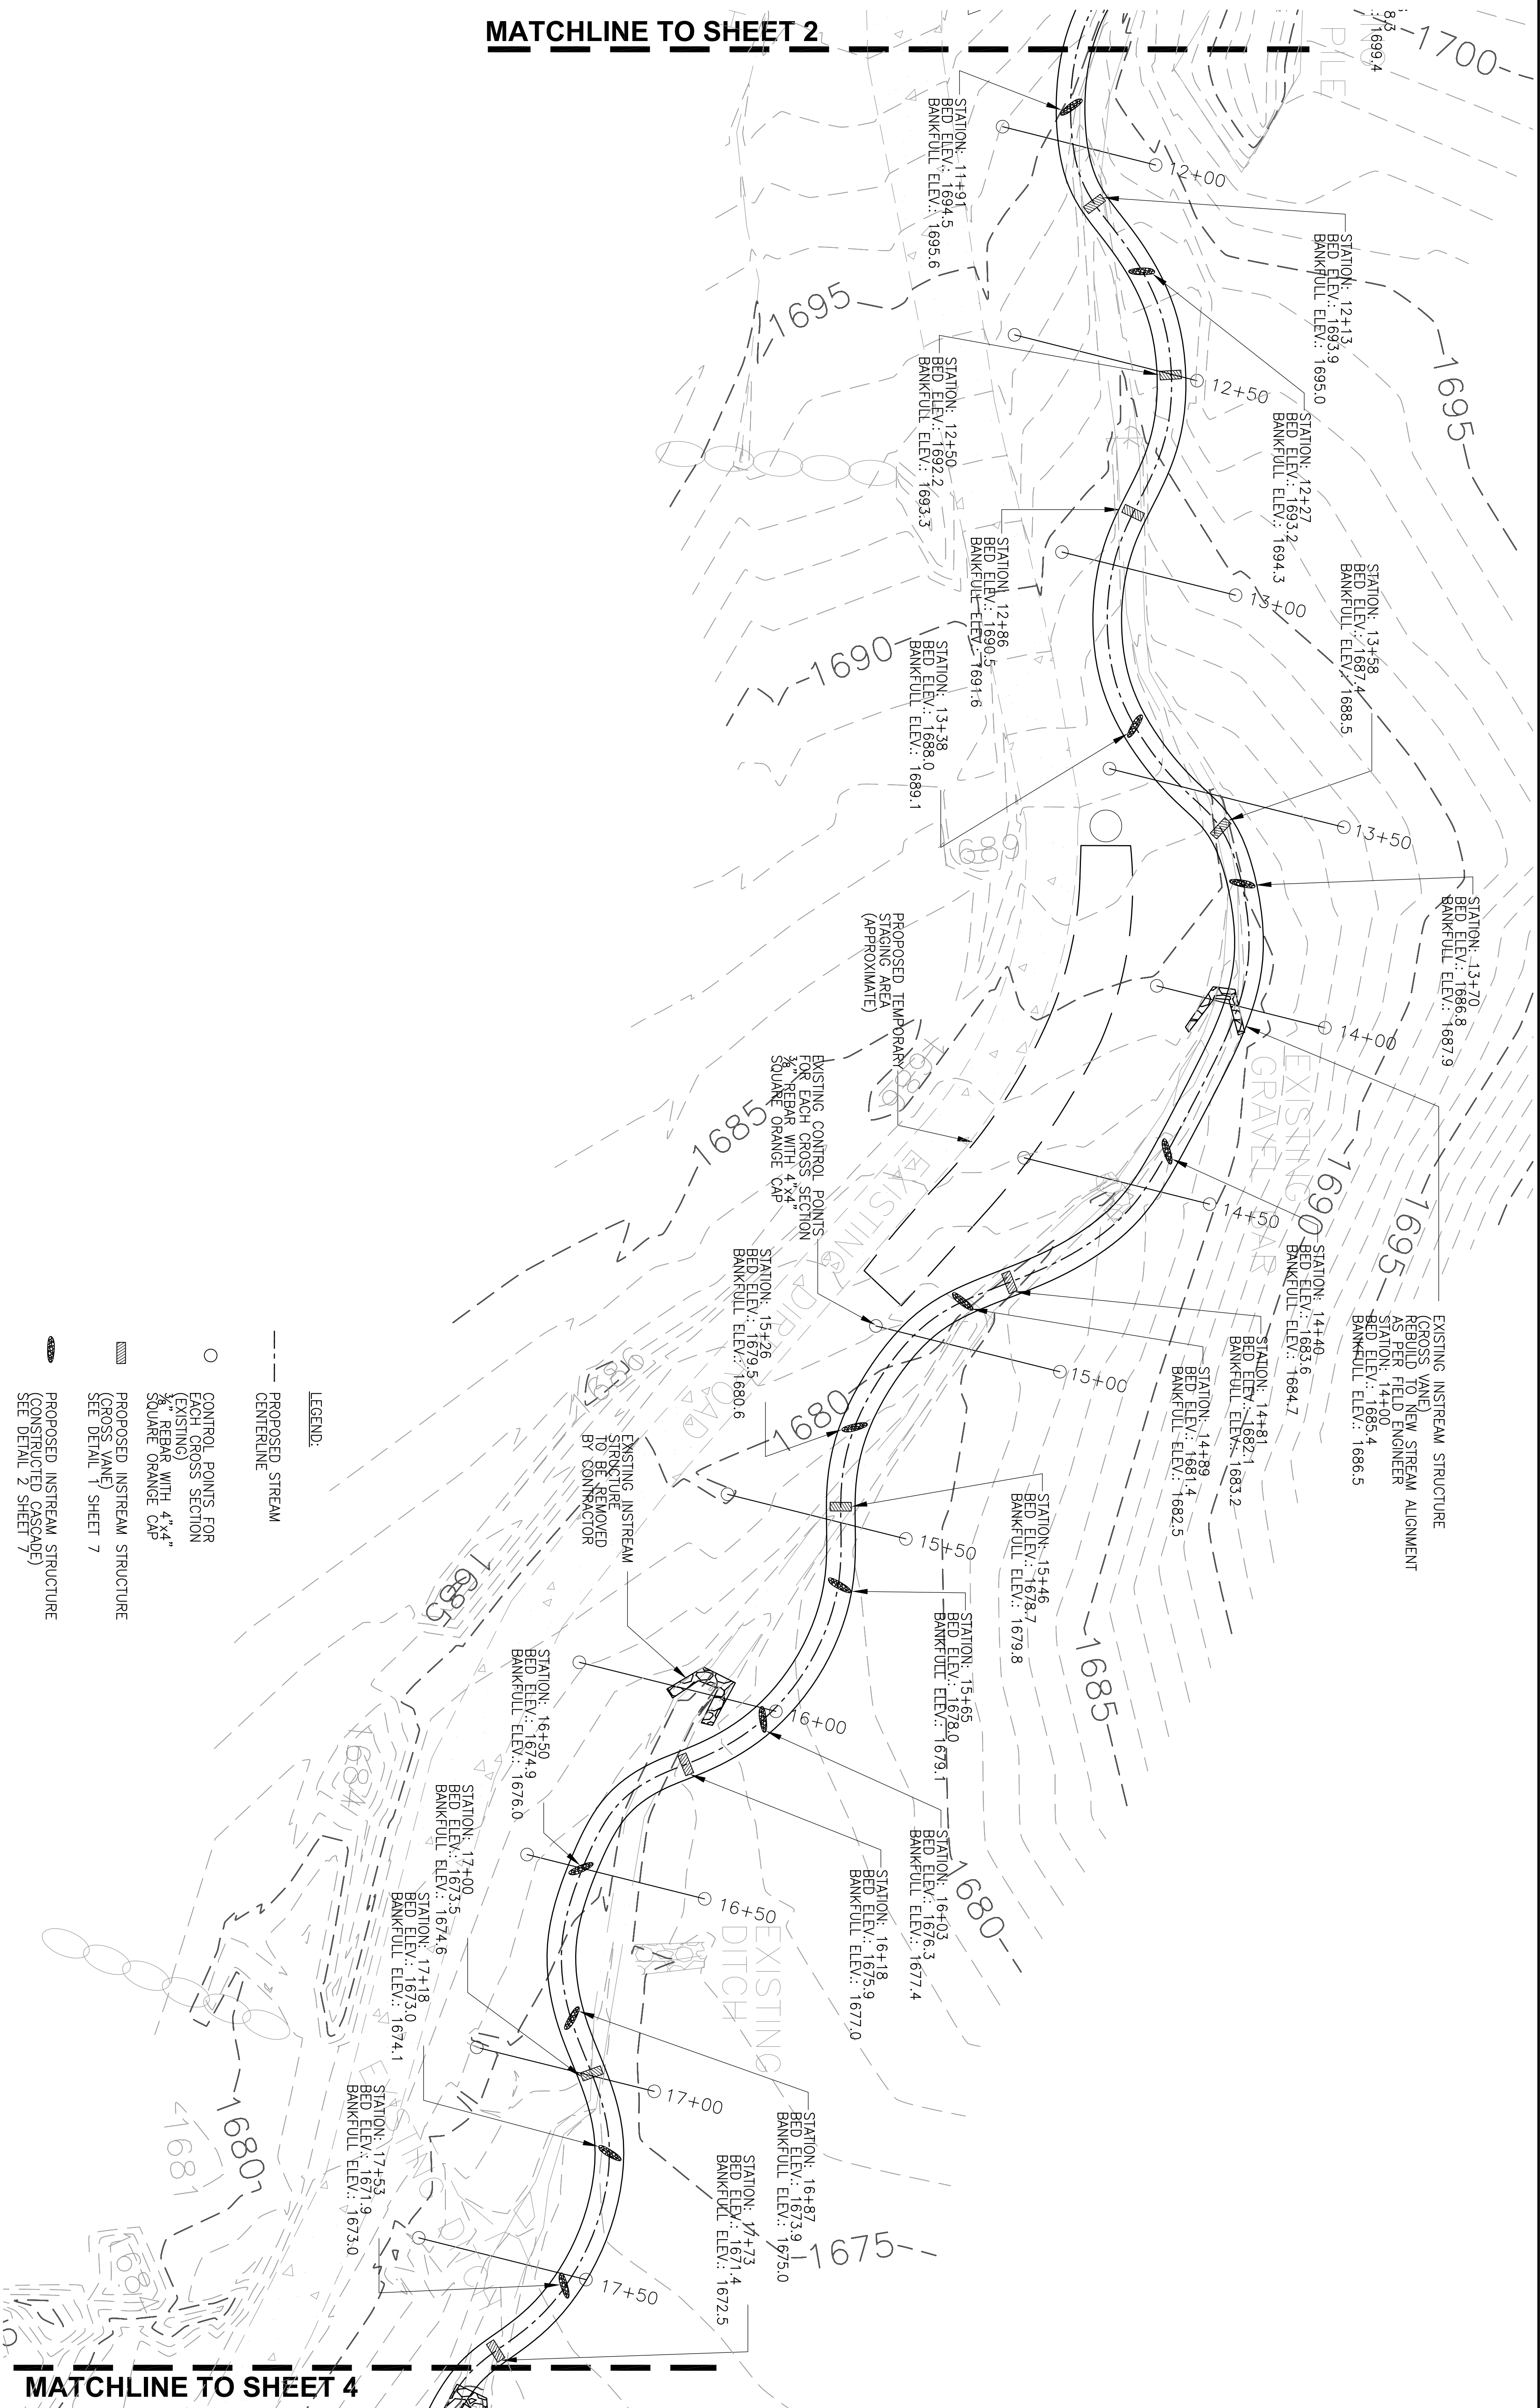 MATCHLINE TO SHEET 2
1699.4
1700
PILE
STATION: 11+91
BED ELEV.: 1694.5
BANKFULL ELEV.: 1695.6
12+00
STATION: 12+13
BED ELEV.: 1693.9
BANKFULL ELEV.: 1695.0
1695
1695
STATION: 12+27
BED ELEV.: 1693.2
BANKFULL ELEV.: 1694.3
STATION: 12+50
BED ELEV.: 1692.2
BANKFULL ELEV.: 1693.3
12+50
STATION: 12+86
BED ELEV.: 1690.5
BANKFULL ELEV.: 1691.6
13+00
STATION: 13+58
BED ELEV.: 1687.4
BANKFULL ELEV.: 1688.5
1690
STATION: 13+38
BED ELEV.: 1688.0
BANKFULL ELEV.: 1689.1
13+50
STATION: 13+70
BED ELEV.: 1686.8
BANKFULL ELEV.: 1687.9
PROPOSED TEMPORARY
STAGING AREA
(APPROXIMATE)
14+00
EXISTING
GRAVEL BAR
1686
1685
EXISTING CONTROL POINTS
FOR EACH CROSS SECTION
⅜" REBAR WITH 4"x4"
SQUARE ORANGE CAP
EXISTING DIRT ROAD
1690
1695
14+50
STATION: 14+40
BED ELEV.: 1683.6
BANKFULL ELEV.: 1684.7
EXISTING INSTREAM STRUCTURE
(CROSS VANE)
REBUILD TO NEW STREAM ALIGNMENT
AS PER FIELD ENGINEER
STATION: 14+00
BED ELEV.: 1685.4
BANKFULL ELEV.: 1686.5
STATION: 14+81
BED ELEV.: 1682.1
BANKFULL ELEV.: 1683.2
STATION: 14+89
BED ELEV.: 1681.4
BANKFULL ELEV.: 1682.5
15+00
STATION: 15+26
BED ELEV.: 1679.5
BANKFULL ELEV.: 1680.6
1680
1686
STATION: 15+46
BED ELEV.: 1678.7
BANKFULL ELEV.: 1679.8
15+50
EXISTING INSTREAM
STRUCTURE
TO BE REMOVED
BY CONTRACTOR
1685
STATION: 15+65
BED ELEV.: 1678.0
BANKFULL ELEV.: 1679.1
1685
16+00
STATION: 16+50
BED ELEV.: 1674.9
BANKFULL ELEV.: 1676.0
1684
STATION: 16+03
BED ELEV.: 1676.3
BANKFULL ELEV.: 1677.4
STATION: 16+18
BED ELEV.: 1675.9
BANKFULL ELEV.: 1677.0
1680
16+50
EXISTING
DITCH
STATION: 17+00
BED ELEV.: 1673.5
BANKFULL ELEV.: 1674.6
STATION: 17+18
BED ELEV.: 1673.0
BANKFULL ELEV.: 1674.1
17+00
STATION: 16+87
BED ELEV.: 1673.9
BANKFULL ELEV.: 1675.0
STATION: 17+53
BED ELEV.: 1671.9
BANKFULL ELEV.: 1673.0
STATION: 17+73
BED ELEV.: 1671.4
BANKFULL ELEV.: 1672.5
1675
1680
1681
17+50
1684
LEGEND:
PROPOSED STREAM
CENTERLINE
CONTROL POINTS FOR
EACH CROSS SECTION
(EXISTING)
⅜" REBAR WITH 4"x4"
SQUARE ORANGE CAP
PROPOSED INSTREAM STRUCTURE
(CROSS VANE)
SEE DETAIL 1 SHEET 7
PROPOSED INSTREAM STRUCTURE
(CONSTRUCTED CASCADE)
SEE DETAIL 2 SHEET 7
MATCHLINE TO SHEET 4